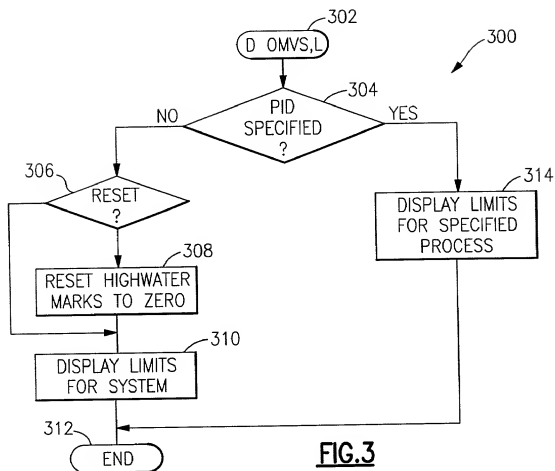 302
D OMVS,L
300
304
PID
SPECIFIED
?
NO
YES
306
RESET
?
314
DISPLAY LIMITS
FOR SPECIFIED
PROCESS
308
RESET HIGHWATER
MARKS TO ZERO
310
DISPLAY LIMITS
FOR SYSTEM
312
END
FIG.3